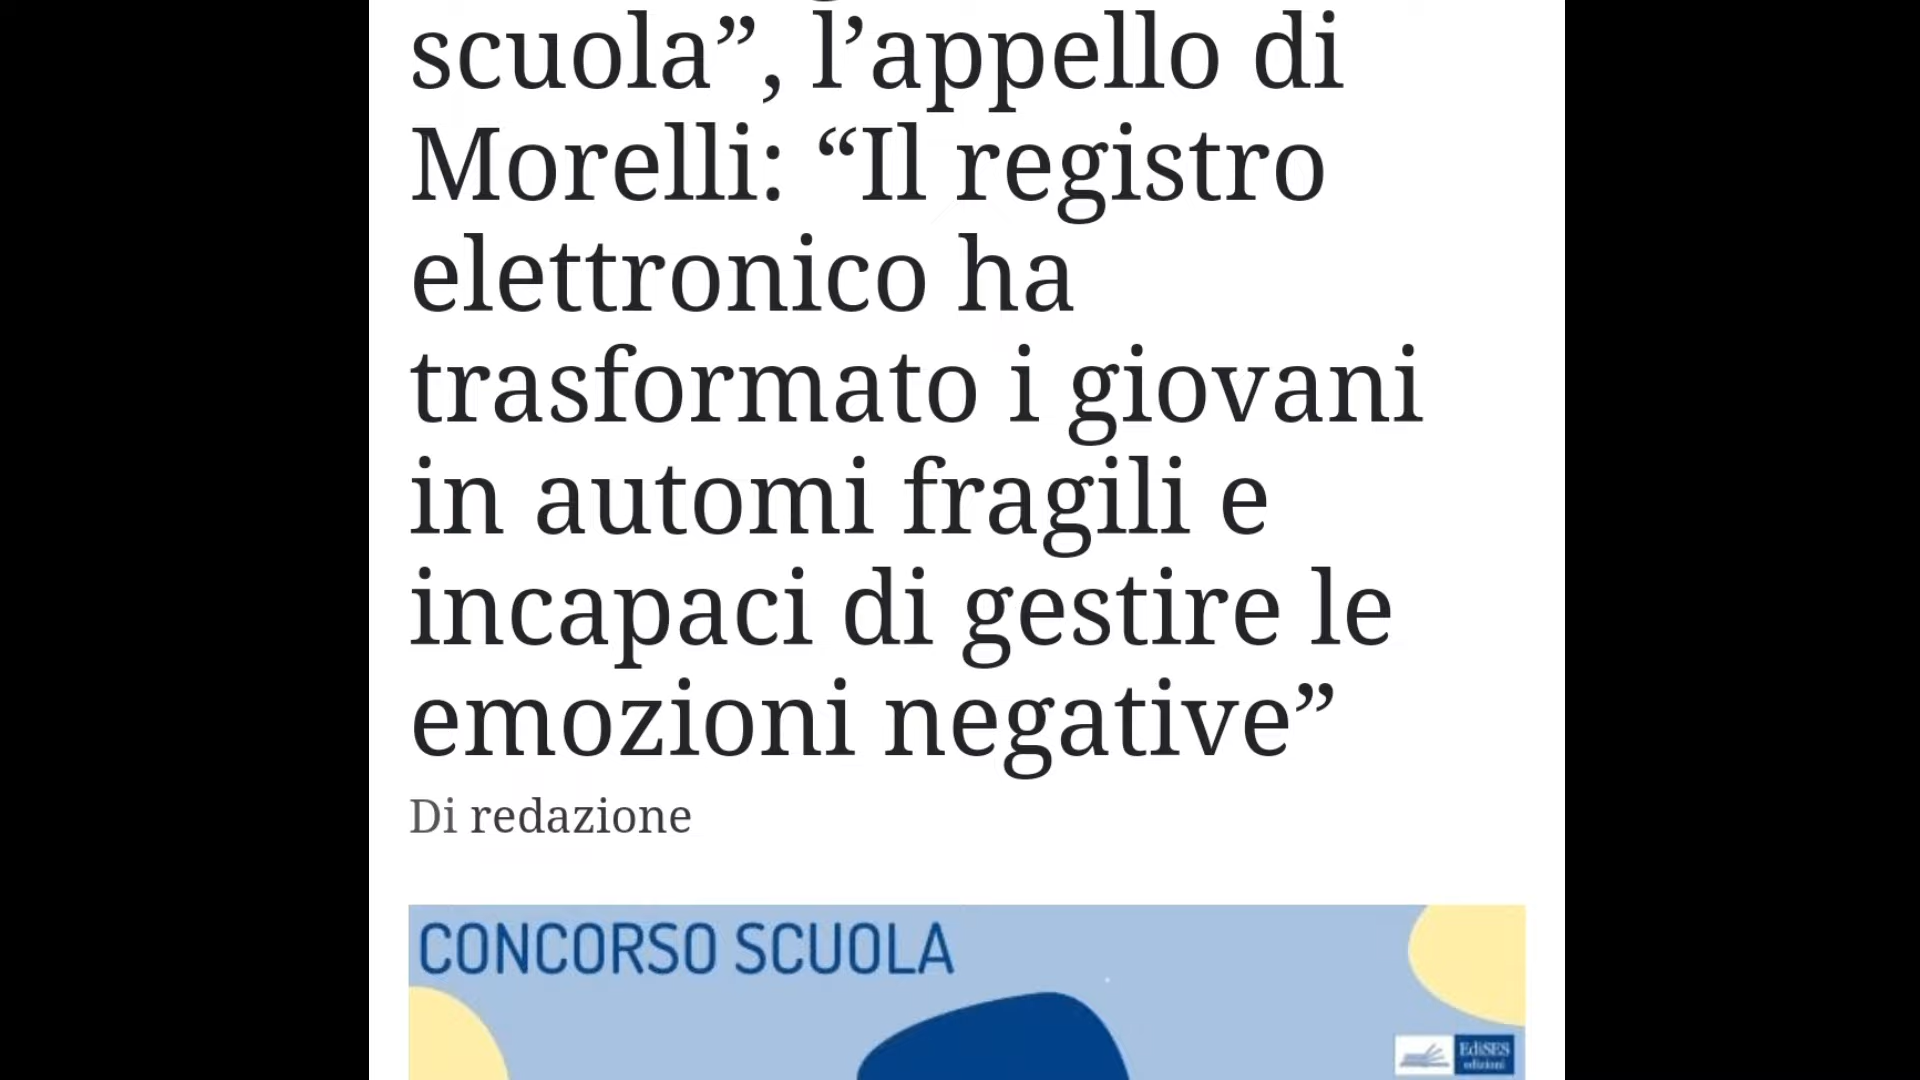 scuola”, l’appello di
Morelli: “Il registro
elettronico ha
trasformato i giovani
in automi fragili e
incapaci di gestire le
emozioni negative”
Di redazione
CONCORSO SCUOLA
EdiSES
edizioni